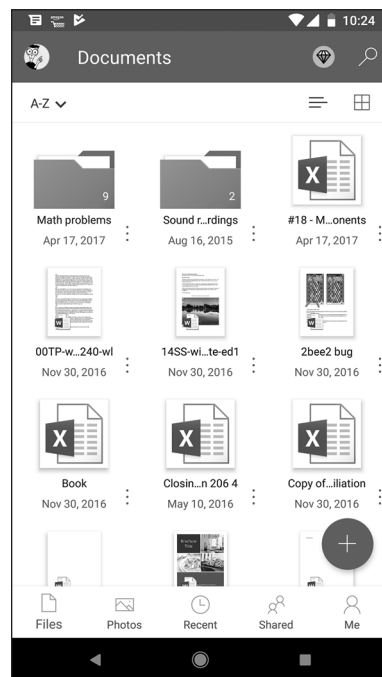 10:24
Documents
A-Z
9
2
X
Math problems
Sound r...rdings
#18 - M...onents
Apr 17, 2017
Aug 16, 2015
Apr 17, 2017
W
W
W
00TP-w...240-wl
14SS-wi...te-ed1
2bee2 bug
Nov 30, 2016
Nov 30, 2016
Nov 30, 2016
X
X
X
Book
Closin...n 206 4
Copy of...iliation
Nov 30, 2016
May 10, 2016
Nov 30, 2016
Brochure
Title
Files
Photos
Recent
Shared
Me